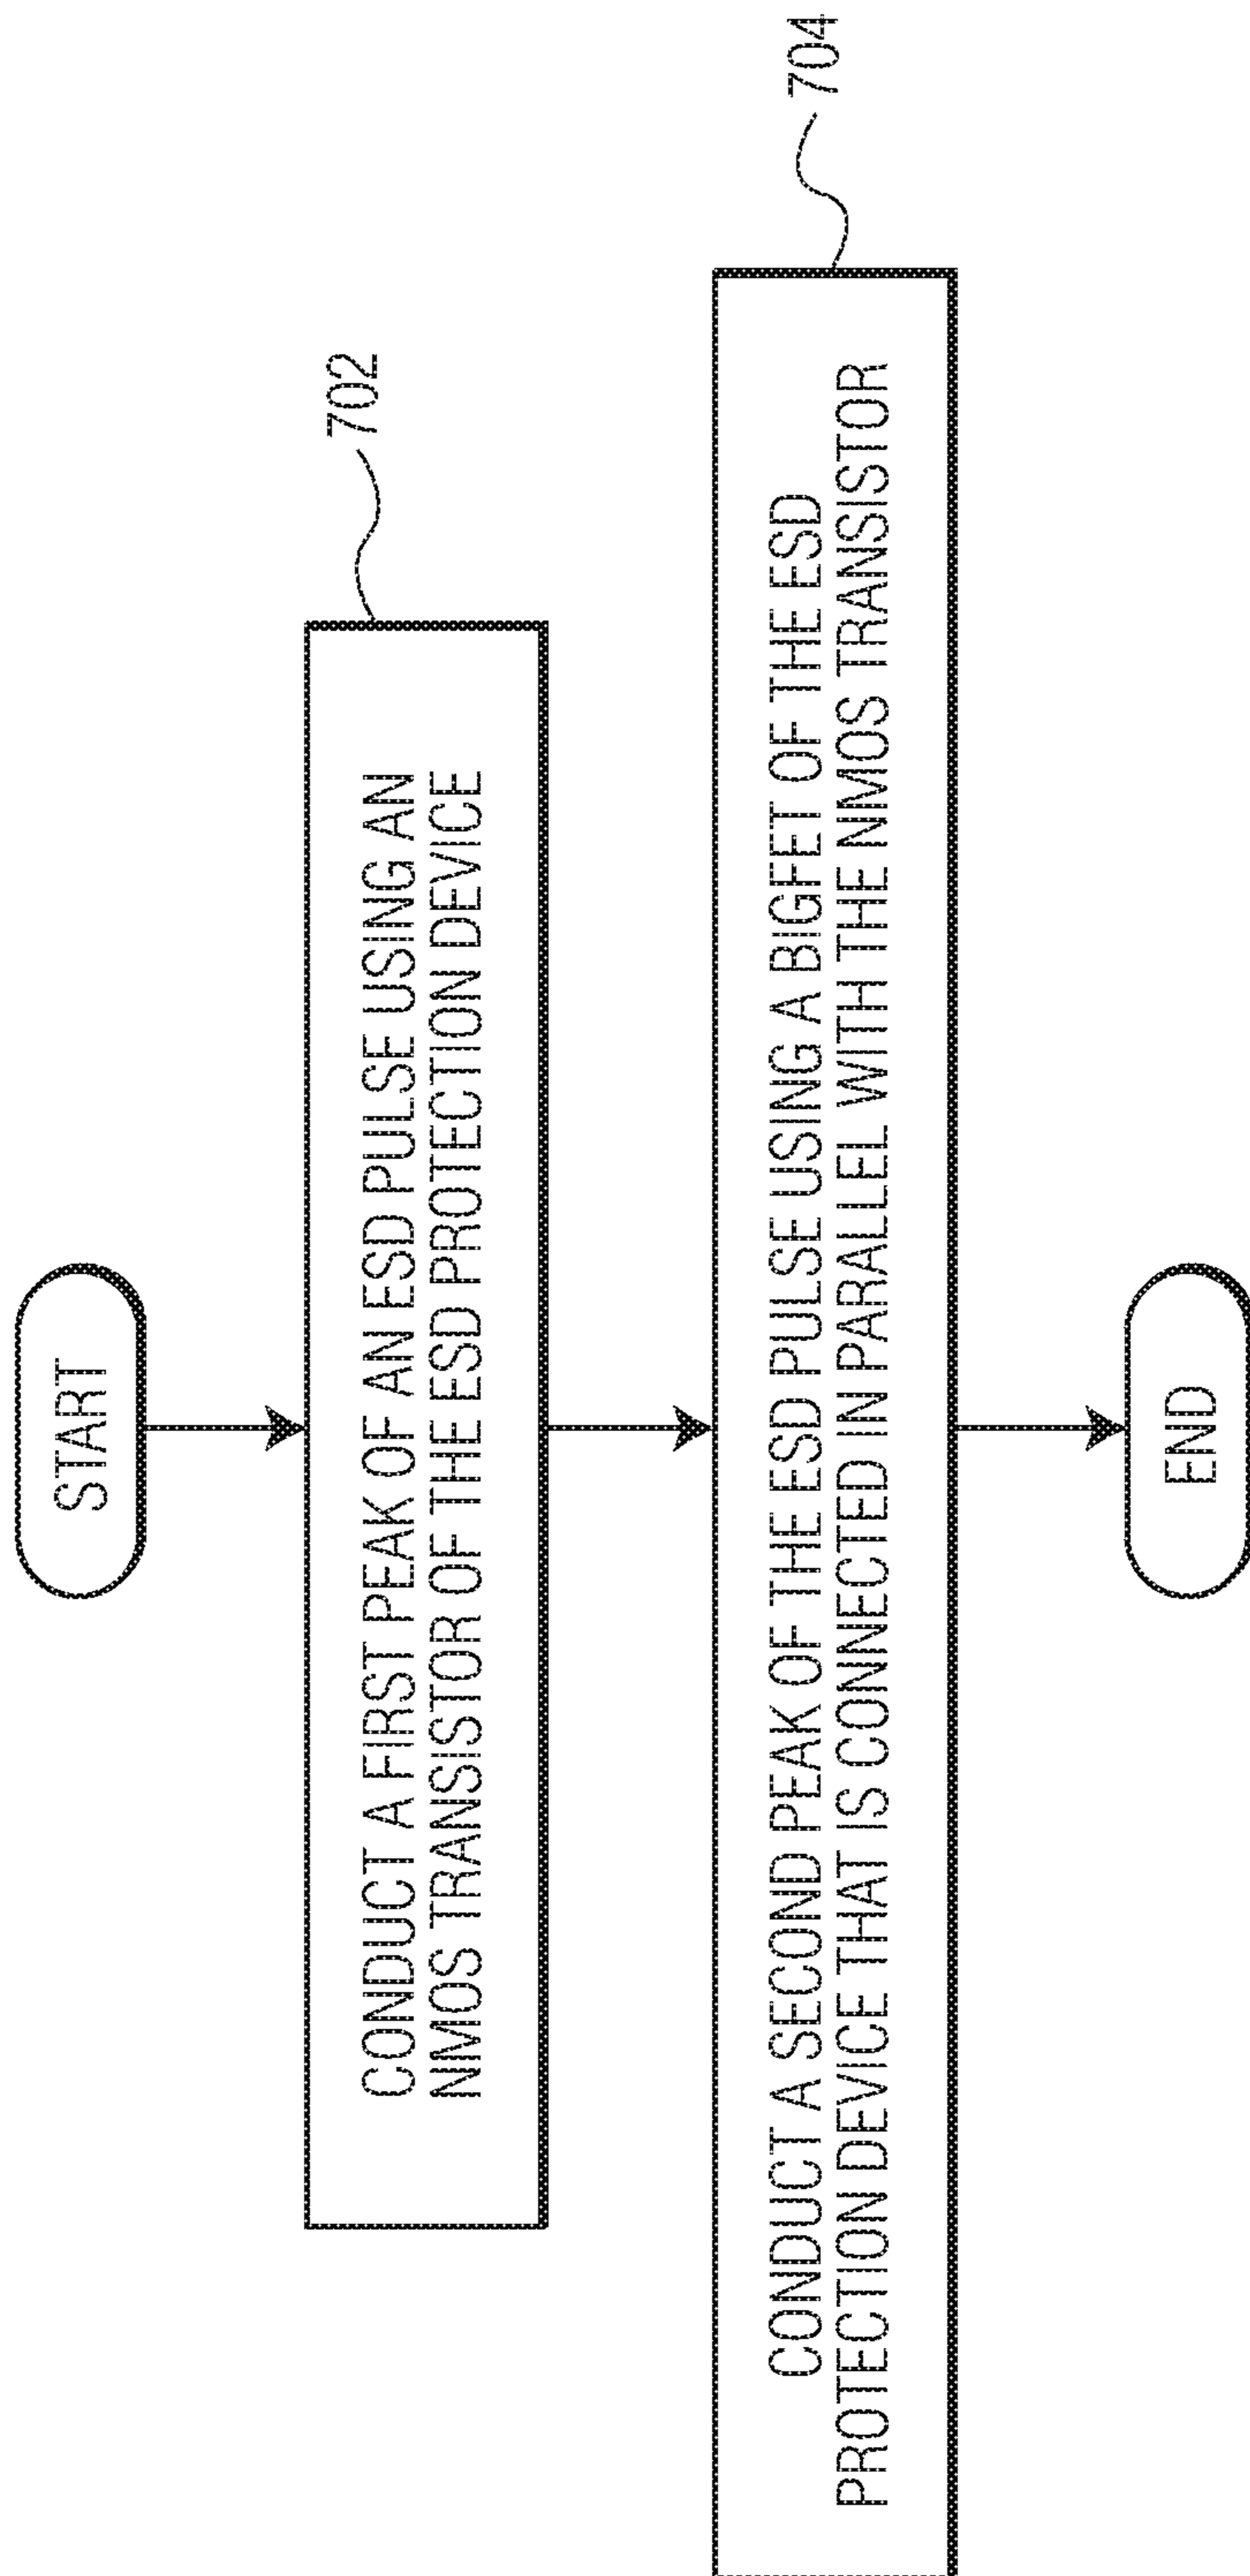 START
CONDUCT A FIRST PEAK OF AN ESD PULSE USING AN
NMOS TRANSISTOR OF THE ESD PROTECTION DEVICE
702
CONDUCT A SECOND PEAK OF THE ESD PULSE USING A BIGFET OF THE ESD
PROTECTION DEVICE THAT IS CONNECTED IN PARALLEL WITH THE NMOS TRANSISTOR
704
END